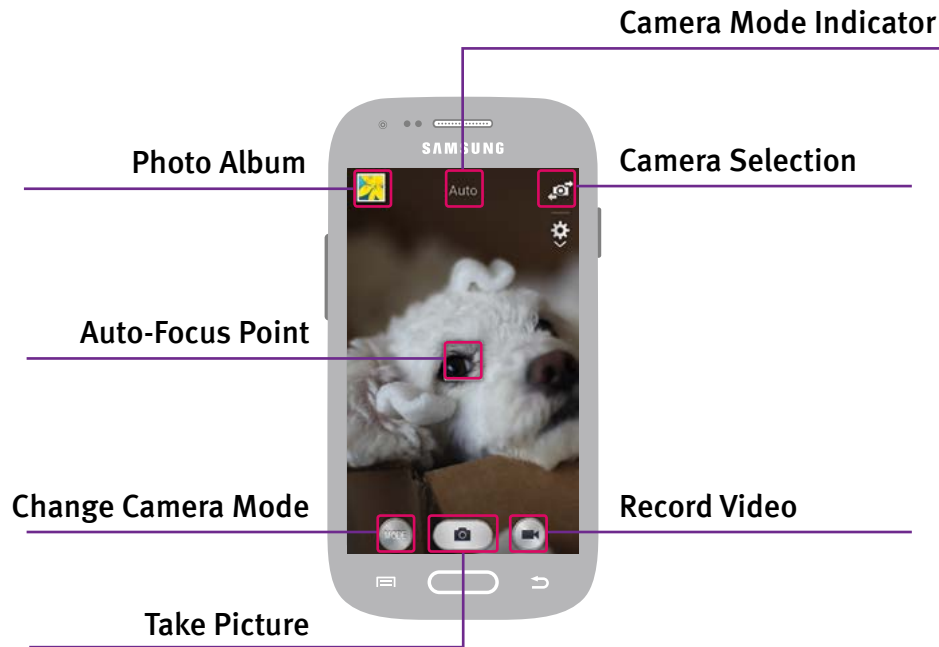 Camera Mode Indicator
SAMSUNG
Photo Album
Camera Selection
Auto
Auto-Focus Point
Change Camera Mode
Record Video
MODE
Take Picture